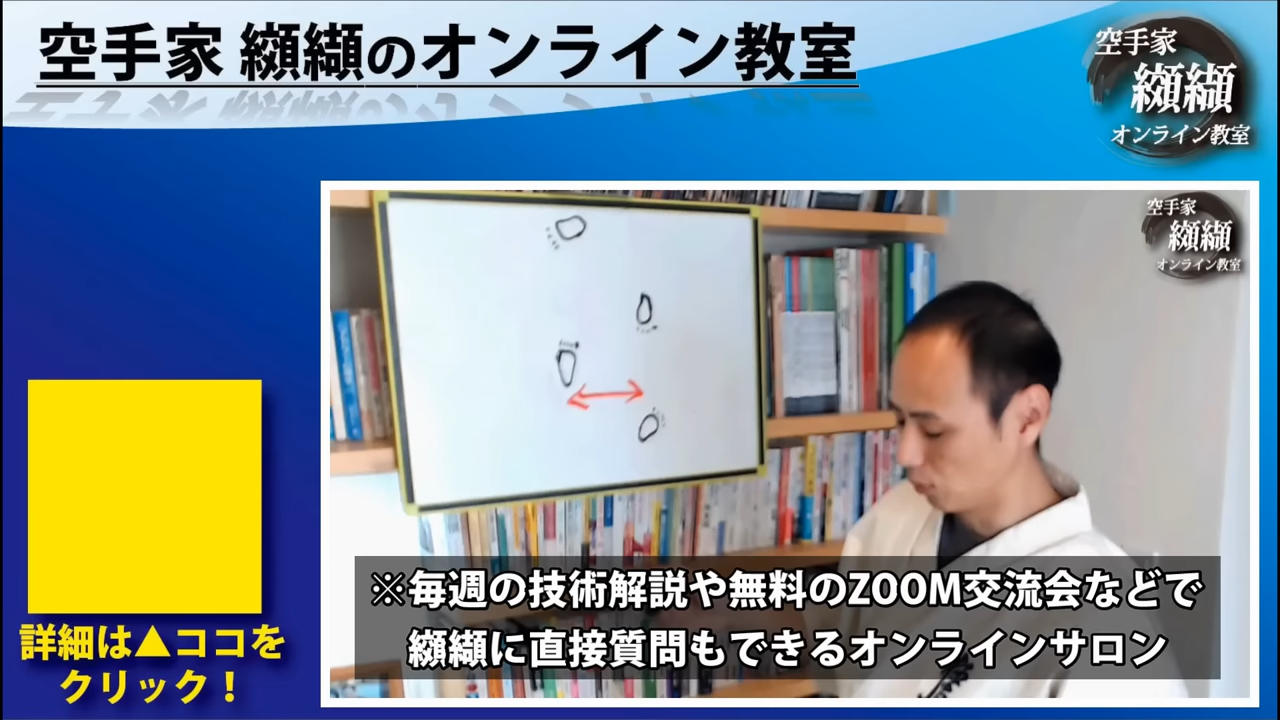 空手家 纐纈のオンライン教室
空手家
纐纈
オンライン教室
空手家
纐纈
オンライン教室
※毎週の技術解説や無料のZOOM交流会などで
纐纈に直接質問もできるオンラインサロン
詳細は▲ココを
クリック！